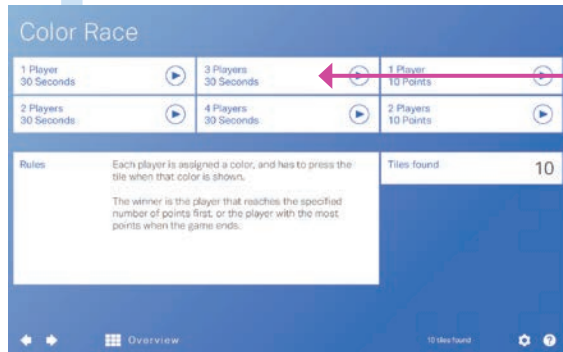 Color Race
1 Player
30 Seconds
3 Players
30 Seconds
1 Player
10 Points
2 Players
30 Seconds
4 Players
30 Seconds
2 Players
10 Points
Rules
Each player is assigned a color, and has to press the
tile when that color is shown.
The winner is the player that reaches the specified
number of points first, or the player with the most
points when the game ends.
Tiles found
10
Overview
10 tiles found
?